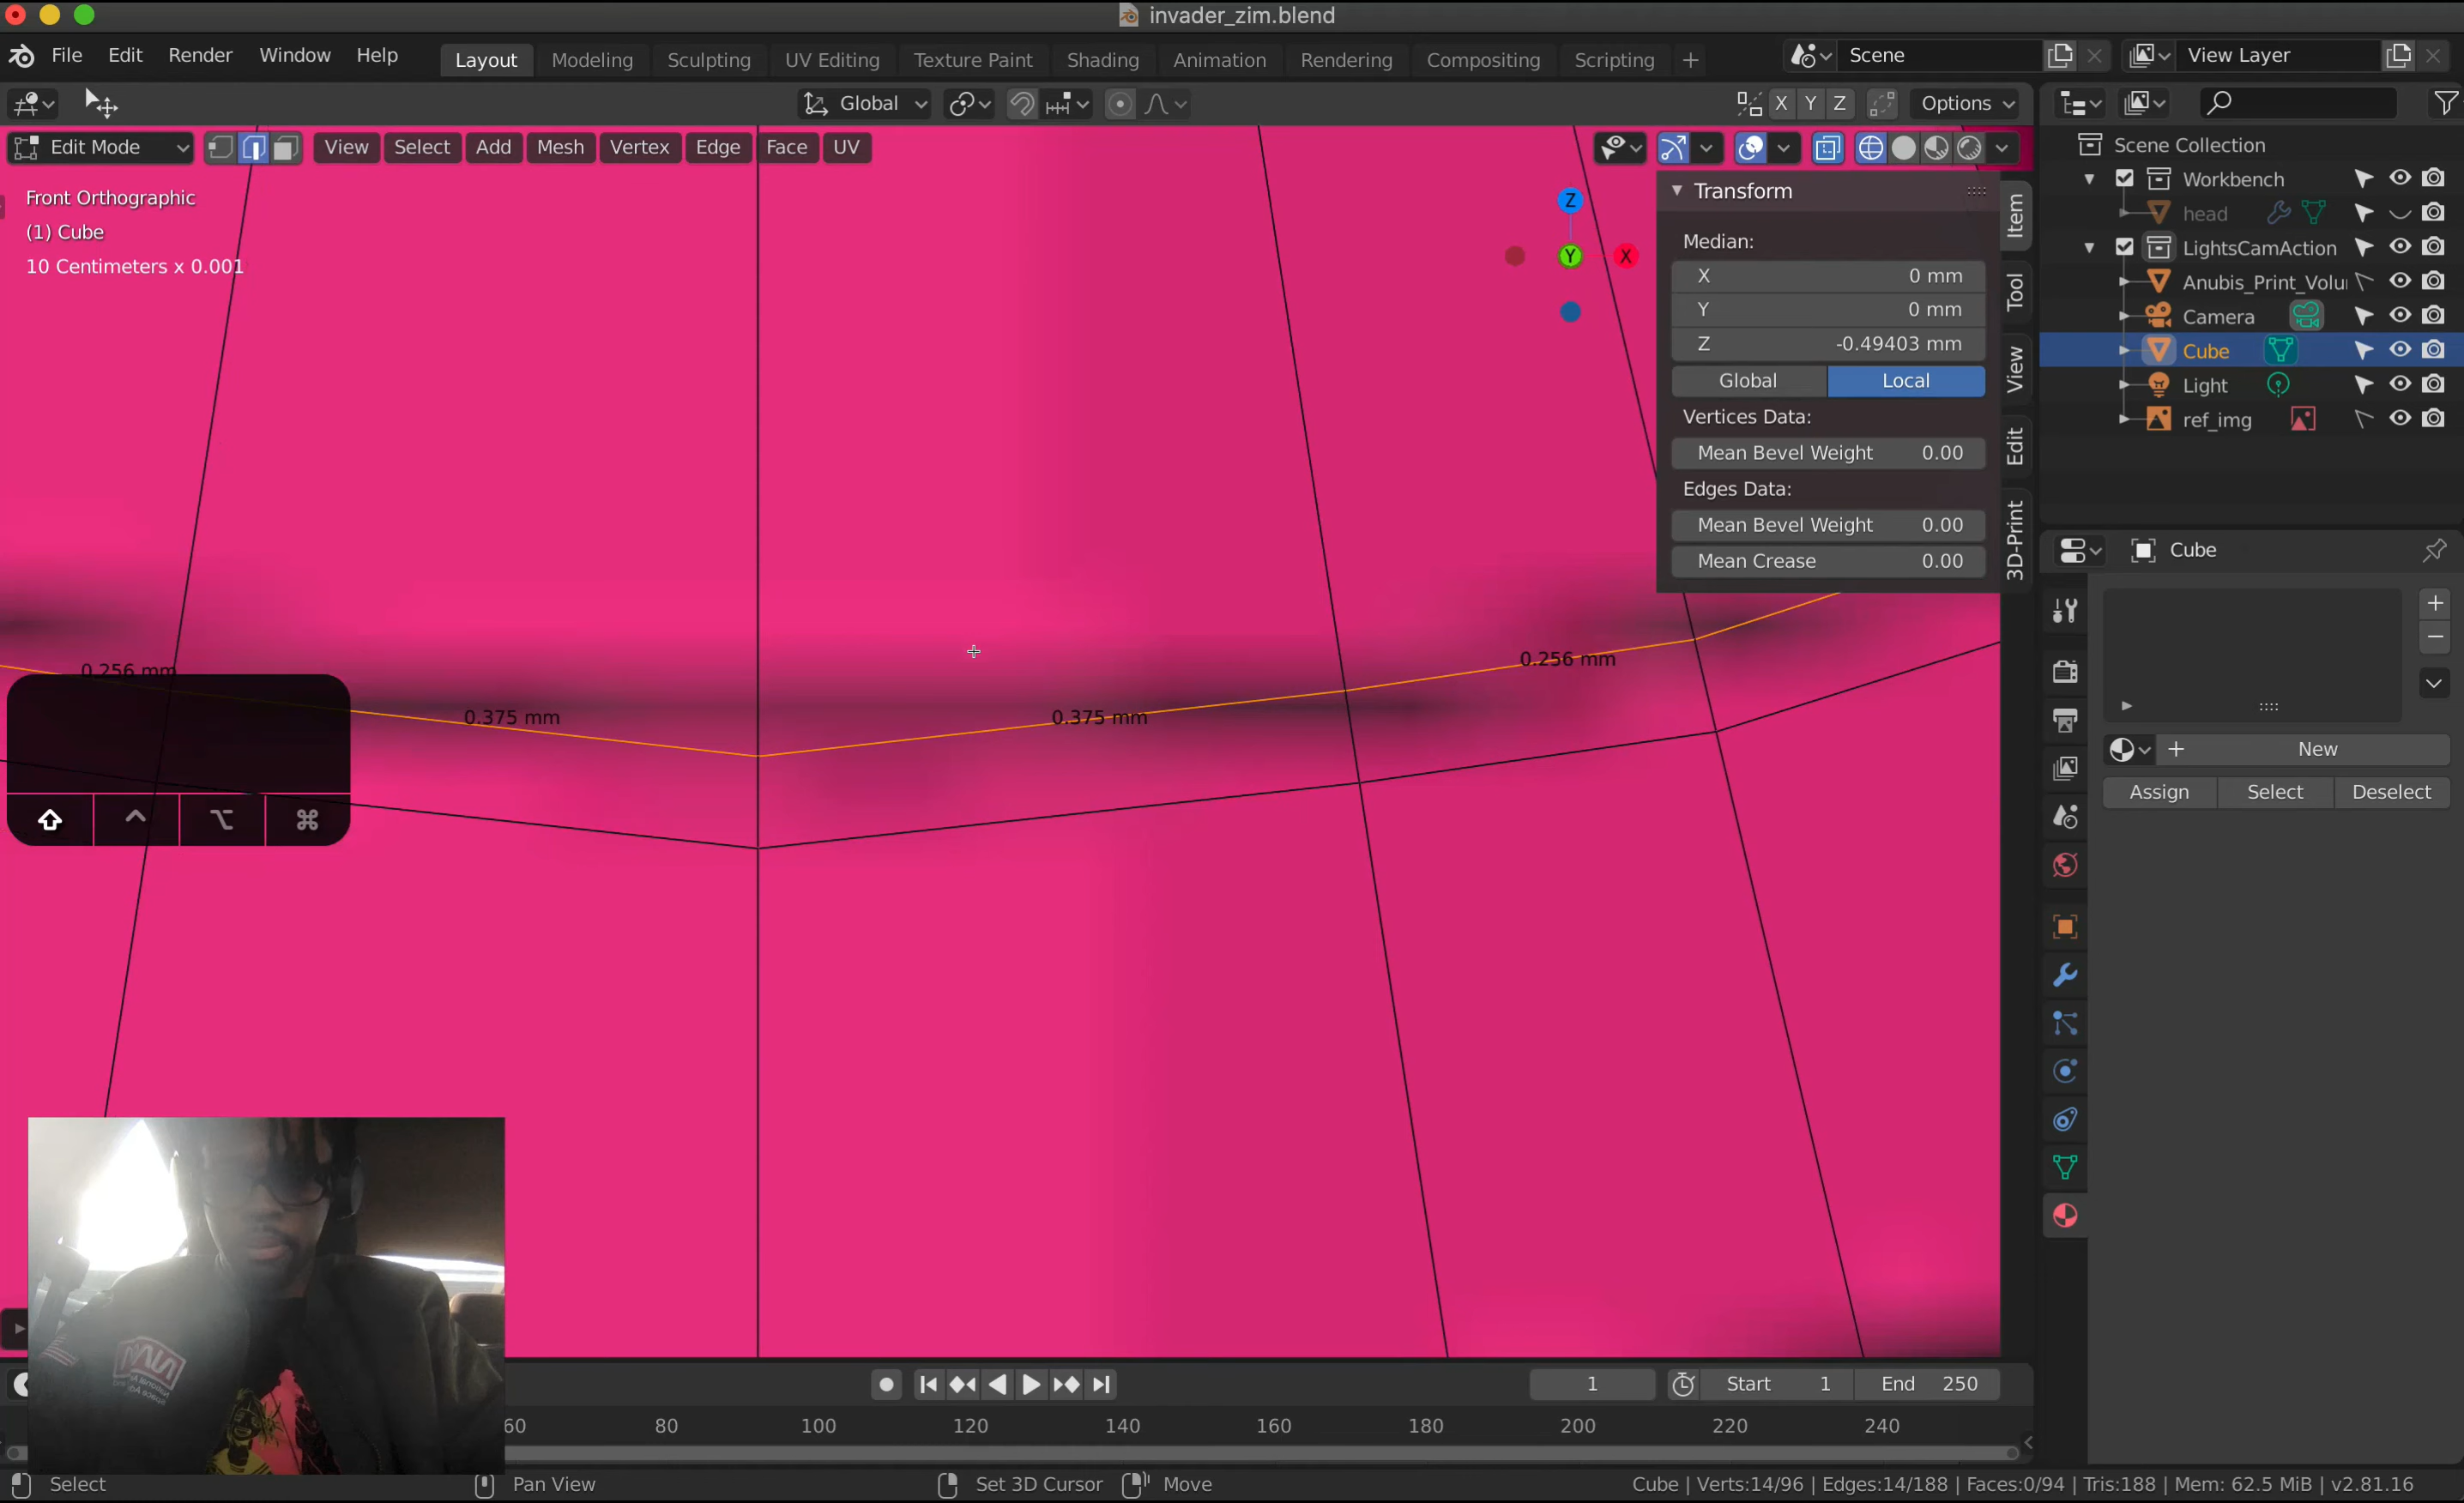 invader_zim.blend
File Edit Render Window Help Layout Modeling Sculpting UV Editing Texture Paint Shading Animation Rendering Compositing Scripting + Scene View Layer
Global X Y Z Options
Edit Mode View Select Add Mesh Vertex Edge Face UV
Front Orthographic
(1) Cube
10 Centimeters x 0.001
Z
Y
X
Transform
Median:
X 0 mm
Y 0 mm
Z -0.49403 mm
Global Local
Vertices Data:
Mean Bevel Weight 0.00
Edges Data:
Mean Bevel Weight 0.00
Mean Crease 0.00
Item
Tool
View
Edit
3D-Print
Scene Collection
Workbench
head
LightsCamAction
Anubis_Print_Volu
Camera
Cube
Light
ref_img
Cube
New
Assign Select Deselect
0.256 mm
0.375 mm
0.375 mm
0.256 mm
1 Start 1 End 250
60 80 100 120 140 160 180 200 220 240
Select Pan View Set 3D Cursor Move Cube | Verts:14/96 | Edges:14/188 | Faces:0/94 | Tris:188 | Mem: 62.5 MiB | v2.81.16